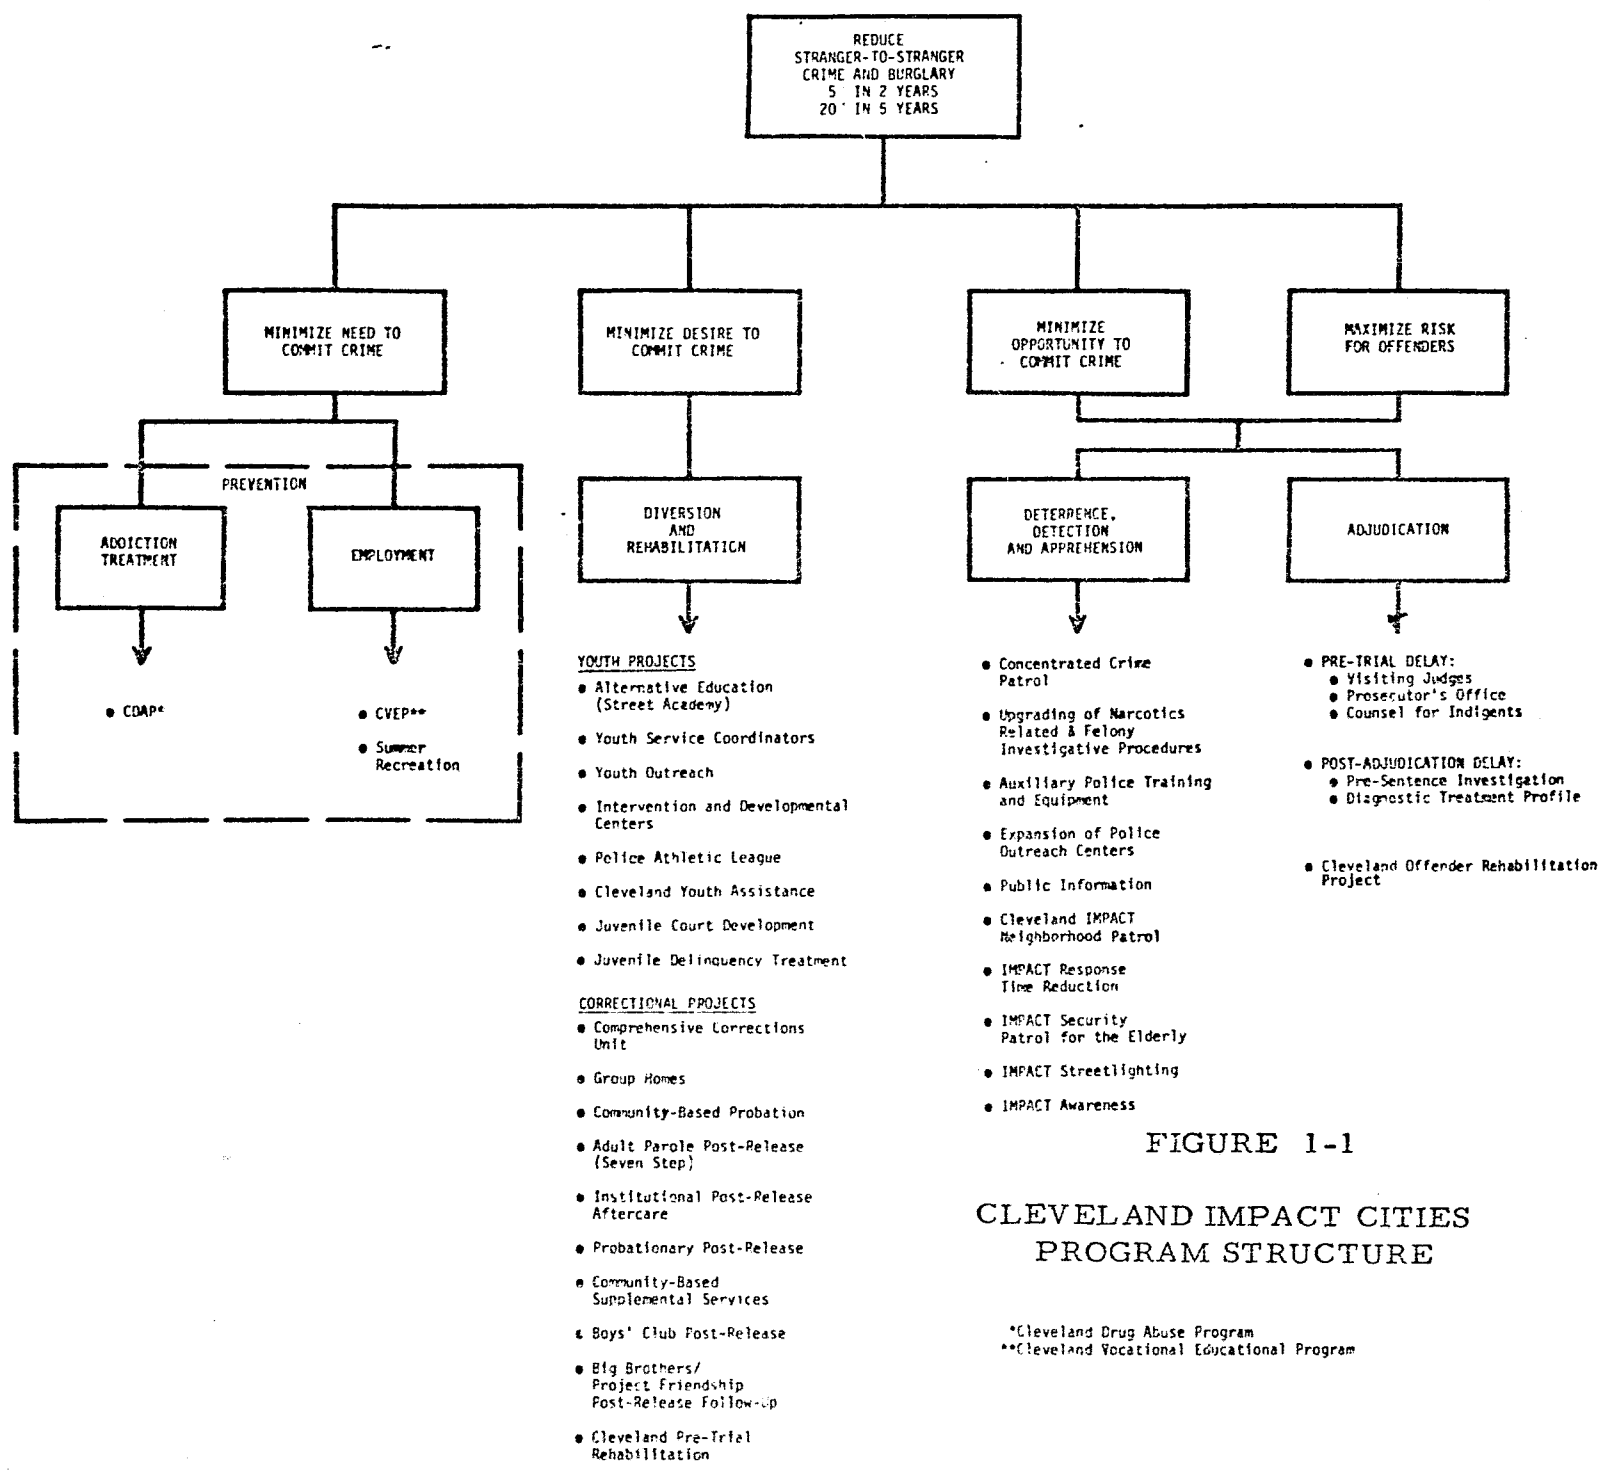 REDUCE
STRANGER-TO-STRANGER
CRIME AND BURGLARY
5 IN 2 YEARS
20 IN 5 YEARS
MINIMIZE NEED TO
COMMIT CRIME
MINIMIZE DESIRE TO
COMMIT CRIME
MINIMIZE
OPPORTUNITY TO
COMMIT CRIME
MAXIMIZE RISK
FOR OFFENDERS
PREVENTION
ADDICTION
TREATMENT
EMPLOYMENT
DIVERSION
AND
REHABILITATION
DETERRENCE,
DETECTION
AND APPREHENSION
ADJUDICATION
• CDAP*
• CVEP**
• Summer
Recreation
YOUTH PROJECTS
• Alternative Education
(Street Academy)
• Youth Service Coordinators
• Youth Outreach
• Intervention and Developmental
Centers
• Police Athletic League
• Cleveland Youth Assistance
• Juvenile Court Development
• Juvenile Delinquency Treatment
CORRECTIONAL PROJECTS
• Comprehensive Corrections
Unit
• Group Homes
• Community-Based Probation
• Adult Parole Post-Release
(Seven Step)
• Institutional Post-Release
Aftercare
• Probationary Post-Release
• Community-Based
Supplemental Services
• Boys' Club Post-Release
• Big Brothers/
Project Friendship
Post-Release Follow-Up
• Cleveland Pre-Trial
Rehabilitation
• Concentrated Crime
Patrol
• Upgrading of Narcotics
Related & Felony
Investigative Procedures
• Auxiliary Police Training
and Equipment
• Expansion of Police
Outreach Centers
• Public Information
• Cleveland IMPACT
Neighborhood Patrol
• IMPACT Response
Time Reduction
• IMPACT Security
Patrol for the Elderly
• IMPACT Streetlighting
• IMPACT Awareness
• PRE-TRIAL DELAY:
• Visiting Judges
• Prosecutor's Office
• Counsel for Indigents
• POST-ADJUDICATION DELAY:
• Pre-Sentence Investigation
• Diagnostic Treatment Profile
• Cleveland Offender Rehabilitation
Project
FIGURE 1-1
CLEVELAND IMPACT CITIES
PROGRAM STRUCTURE
*Cleveland Drug Abuse Program
**Cleveland Vocational Educational Program